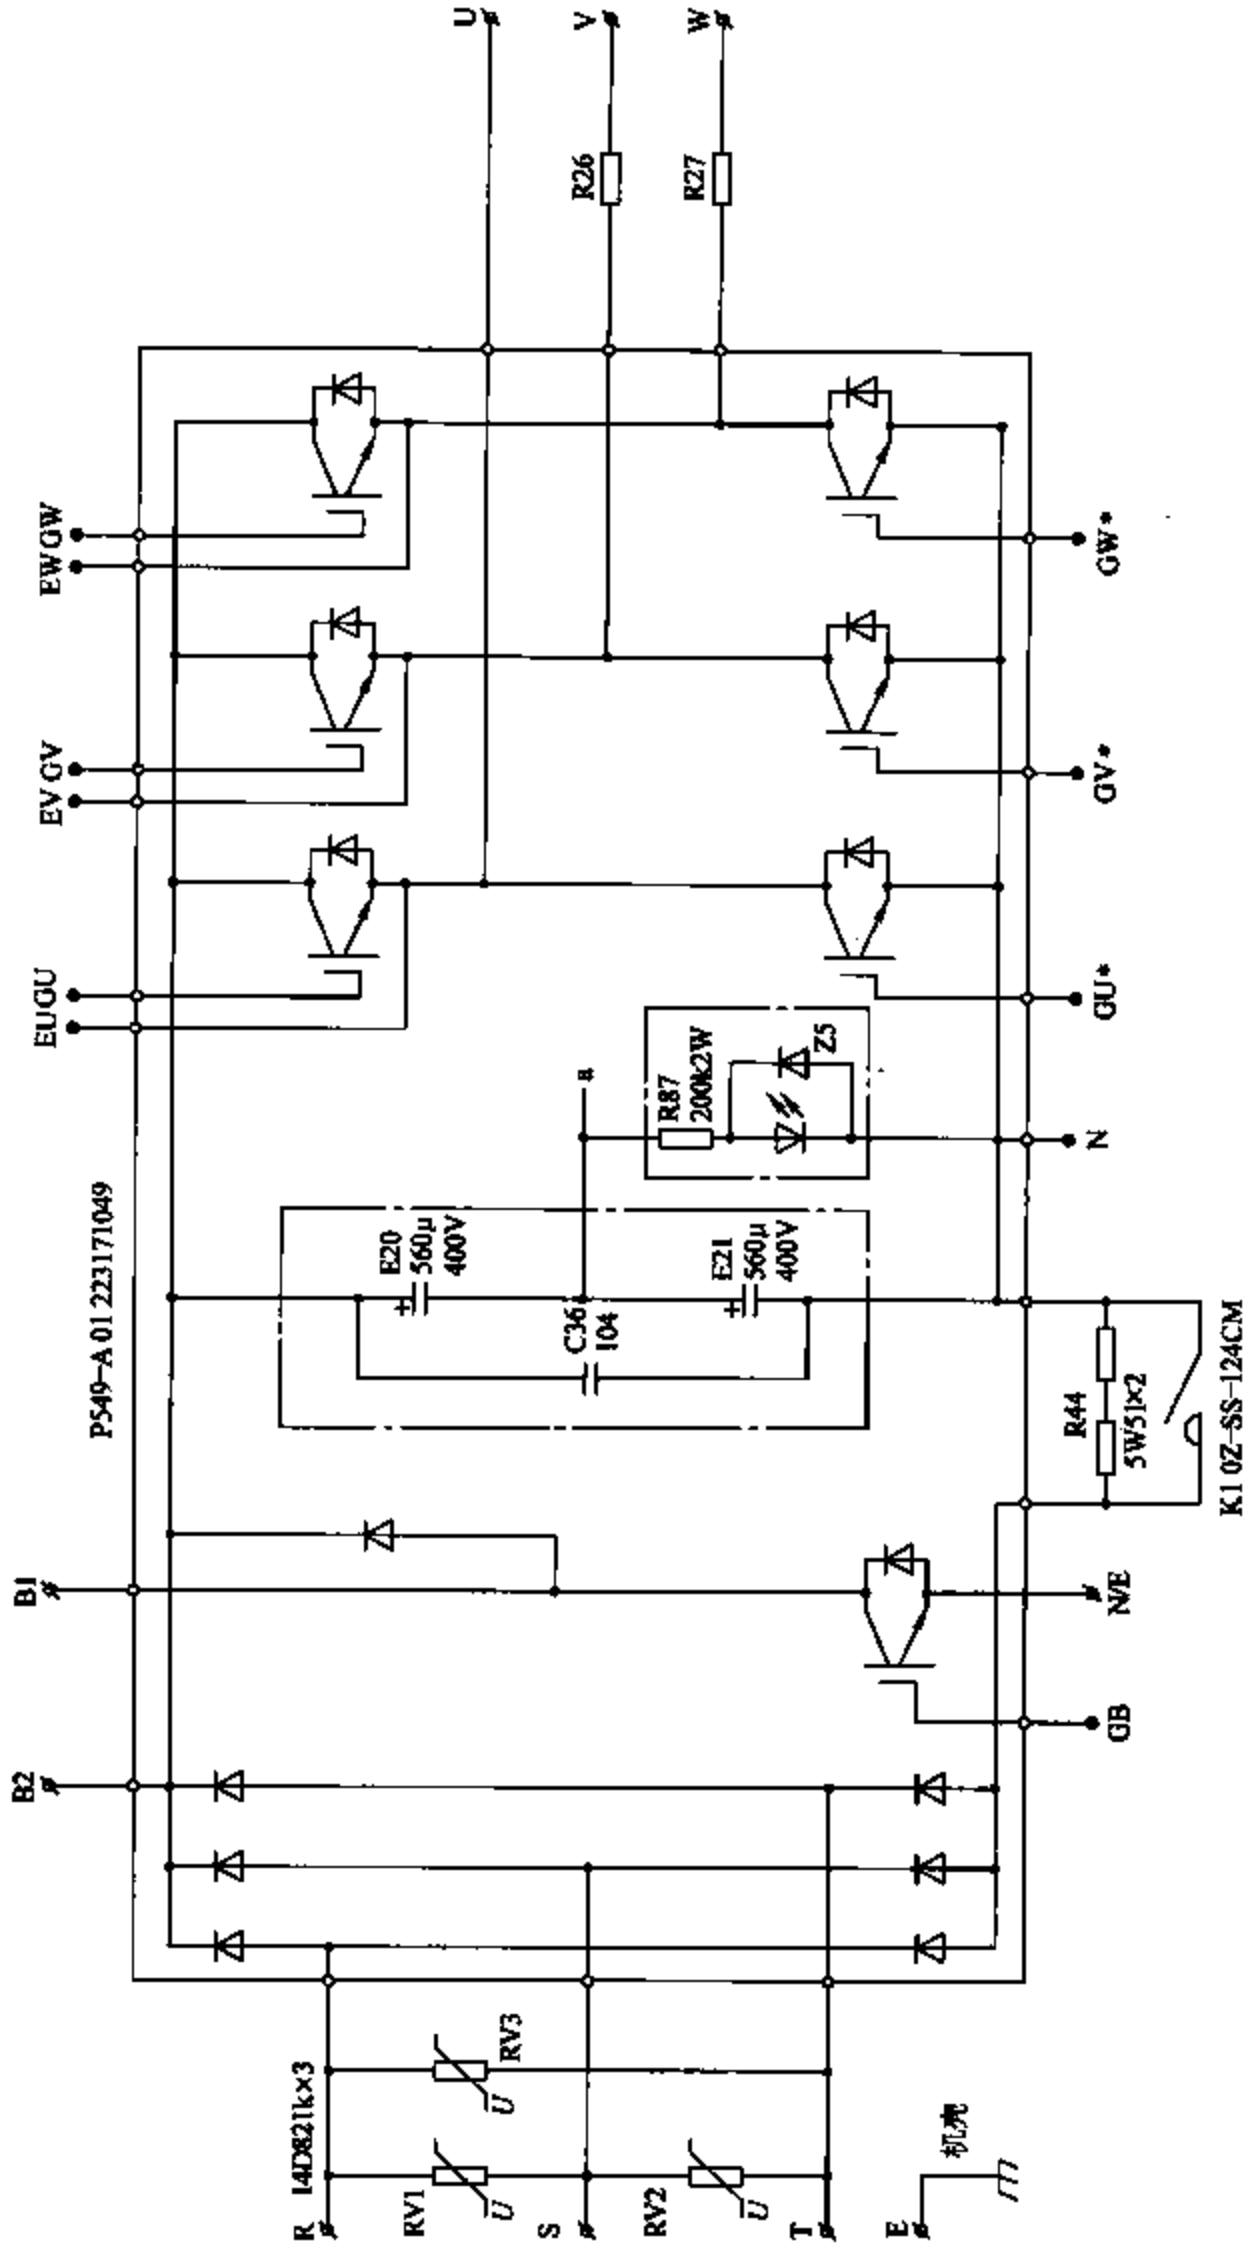 P549-A 01 223171049
R
14D821k×3
RV1
U
RV3
U
S
RV2
U
T
E
机壳
B2
B1
GB
N/E
K1 0Z-SS-124CM
R44
5W51×2
E20
560μ
400V
C36
104
E21
560μ
400V
a
R87
200k2W
Z5
N
EU GU
EV GV
EW GW
GU*
GV*
GW*
R26
R27
U
V
W